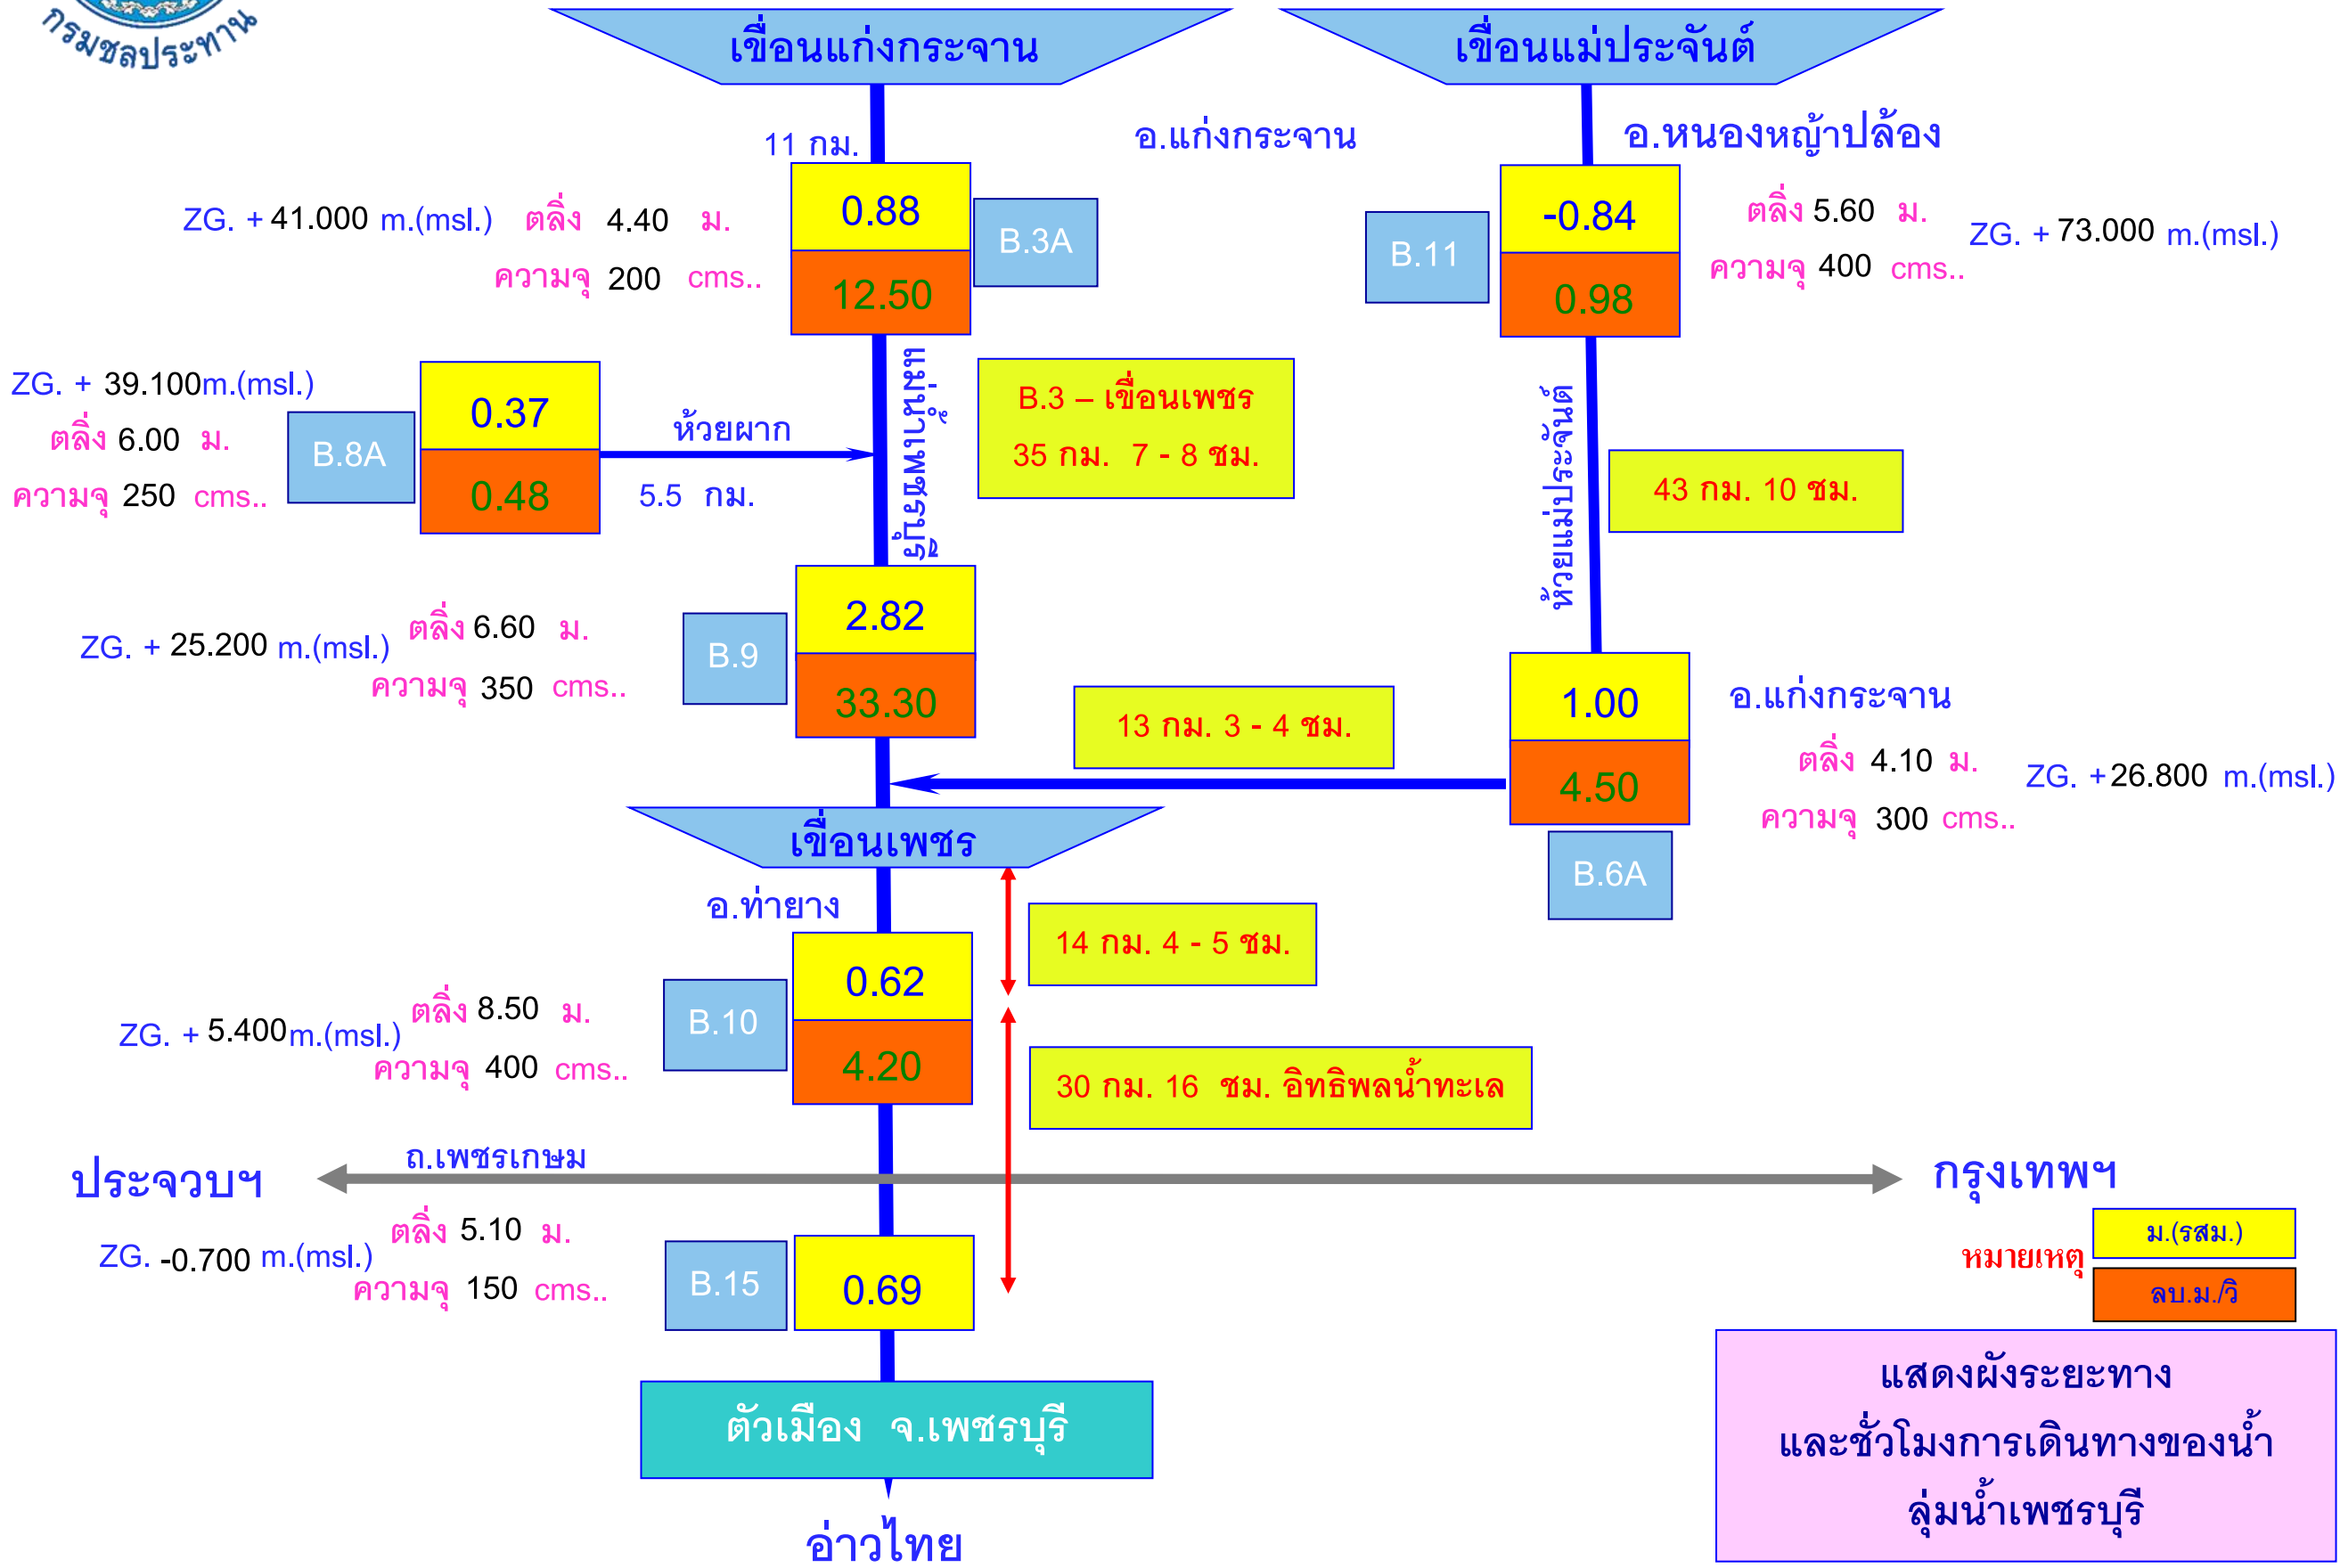 กรมชลประทาน
เขื่อนแก่งกระจาน
เขื่อนแม่ประจันต์
11 กม.
อ.แก่งกระจาน
อ.หนองหญ้าปล้อง
ZG. + 41.000 m.(msl.)
ตลิ่ง 4.40 ม.
ความจุ 200 cms..
0.88
12.50
B.3A
B.11
-0.84
0.98
ตลิ่ง 5.60 ม.
ความจุ 400 cms..
ZG. + 73.000 m.(msl.)
ZG. + 39.100m.(msl.)
ตลิ่ง 6.00 ม.
ความจุ 250 cms..
B.8A
0.37
0.48
ห้วยผาก
5.5 กม.
แม่น้ำเพชรบุรี
B.3 – เขื่อนเพชร
35 กม. 7 - 8 ชม.
ห้วยแม่ประจันต์
43 กม. 10 ชม.
ZG. + 25.200 m.(msl.)
ตลิ่ง 6.60 ม.
ความจุ 350 cms..
B.9
2.82
33.30
13 กม. 3 - 4 ชม.
1.00
4.50
อ.แก่งกระจาน
ตลิ่ง 4.10 ม.
ความจุ 300 cms..
ZG. +26.800 m.(msl.)
B.6A
เขื่อนเพชร
อ.ท่ายาง
14 กม. 4 - 5 ชม.
ZG. + 5.400m.(msl.)
ตลิ่ง 8.50 ม.
ความจุ 400 cms..
B.10
0.62
4.20
30 กม. 16 ชม. อิทธิพลน้ำทะเล
ประจวบฯ
ถ.เพชรเกษม
กรุงเทพฯ
ZG. -0.700 m.(msl.)
ตลิ่ง 5.10 ม.
ความจุ 150 cms..
B.15
0.69
หมายเหตุ
ม.(รสม.)
ลบ.ม./วิ
ตัวเมือง จ.เพชรบุรี
อ่าวไทย
แสดงผังระยะทาง
และชั่วโมงการเดินทางของน้ำ
ลุ่มน้ำเพชรบุรี